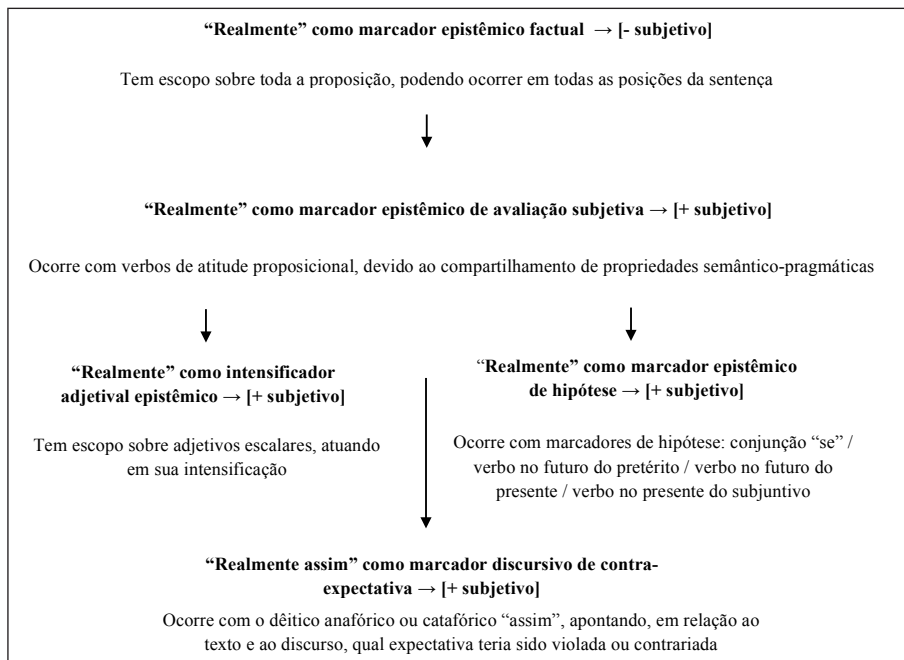 “Realmente” como marcador epistêmico factual → [- subjetivo]
Tem escopo sobre toda a proposição, podendo ocorrer em todas as posições da sentença
“Realmente” como marcador epistêmico de avaliação subjetiva → [+ subjetivo]
Ocorre com verbos de atitude proposicional, devido ao compartilhamento de propriedades semântico-pragmáticas
“Realmente” como intensificador
adjetival epistêmico → [+ subjetivo]
Tem escopo sobre adjetivos escalares, atuando
em sua intensificação
“Realmente” como marcador epistêmico
de hipótese → [+ subjetivo]
Ocorre com marcadores de hipótese: conjunção “se” /
verbo no futuro do pretérito / verbo no futuro do
presente / verbo no presente do subjuntivo
“Realmente assim” como marcador discursivo de contra-
expectativa → [+ subjetivo]
Ocorre com o dêitico anafórico ou catafórico “assim”, apontando, em relação ao
texto e ao discurso, qual expectativa teria sido violada ou contrariada